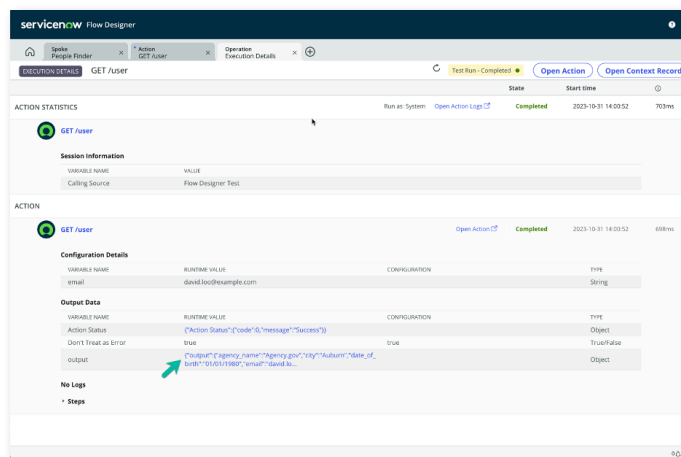 servicenow Flow Designer
Spoke
People Finder
* Action
GET /user
Operation
Execution Details
EXECUTION DETAILS GET /user
Test Run - Completed
Open Action
Open Context Record
State Start time
ACTION STATISTICS Run as: System Open Action Logs Completed 2023-10-31 14:00:52 703ms
GET /user
Session Information
VARIABLE NAME VALUE
Calling Source Flow Designer Test
ACTION
GET /user Open Action Completed 2023-10-31 14:00:52 698ms
Configuration Details
VARIABLE NAME RUNTIME VALUE CONFIGURATION TYPE
email david.loo@example.com String
Output Data
VARIABLE NAME RUNTIME VALUE CONFIGURATION TYPE
Action Status {"Action Status":{"code":0,"message":"Success"}} Object
Don't Treat as Error true true True/False
output {"output":{"agency_name":"Agency.gov","city":"Auburn","date_of_
birth":"01/01/1980","email":"david.lo... Object
No Logs
Steps